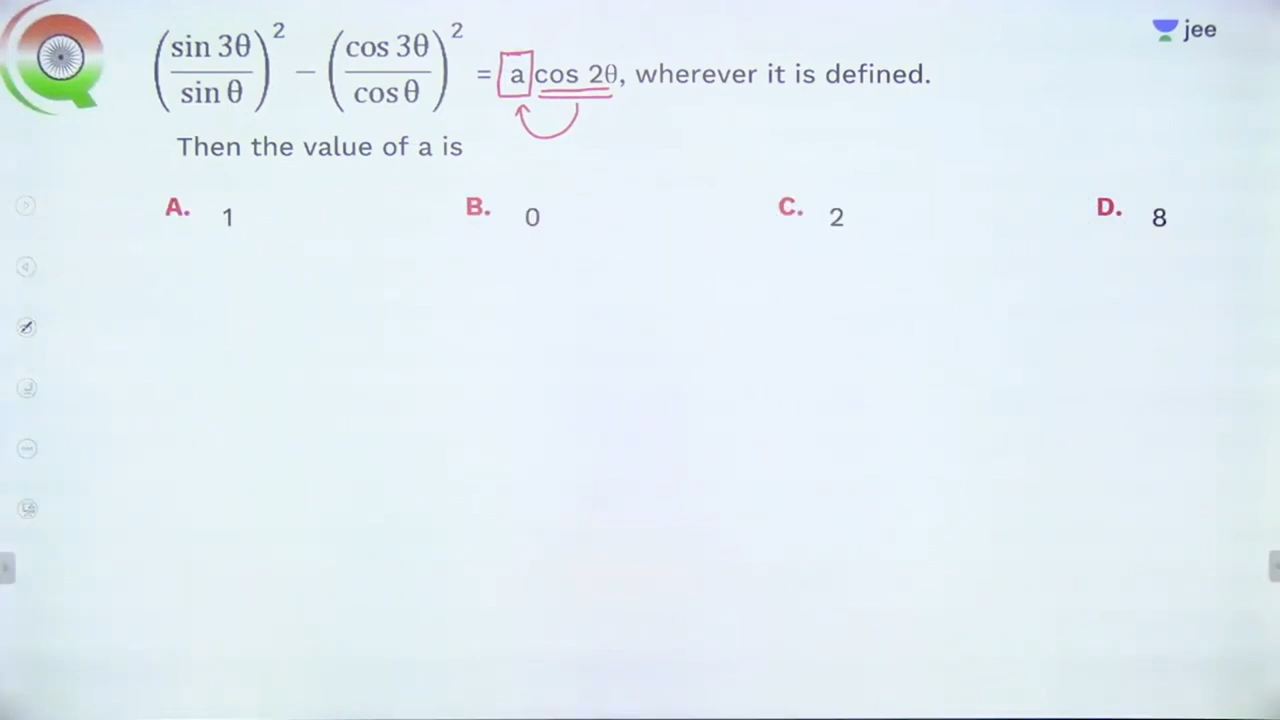 jee
(sin 3θ / sin θ)² − (cos 3θ / cos θ)² = a cos 2θ, wherever it is defined.
Then the value of a is
A. 1 B. 0 C. 2 D. 8